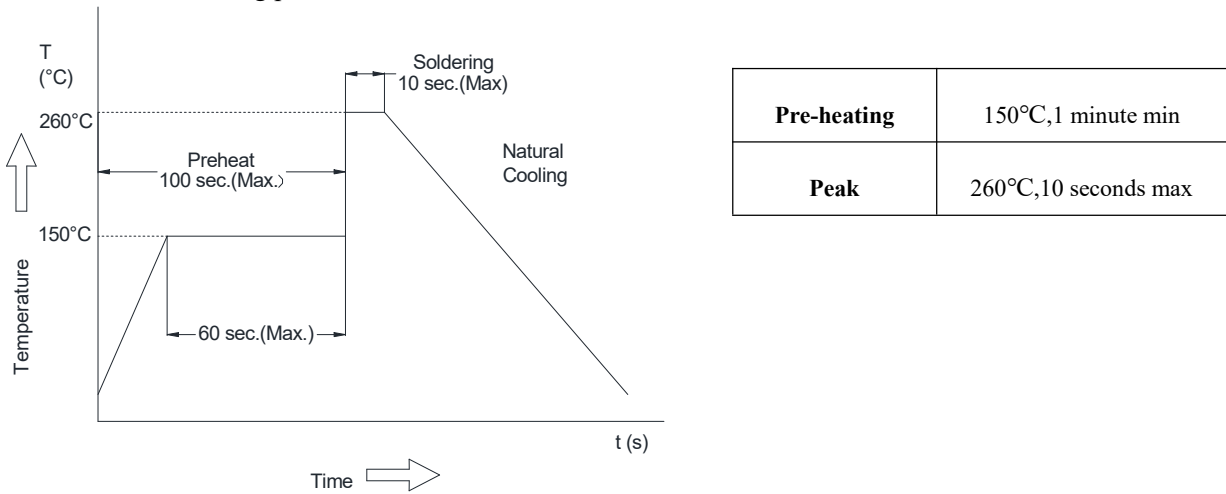 T
(°C)
Soldering
10 sec.(Max)
260°C
Preheat
100 sec.(Max.)
Natural
Cooling
150°C
60 sec.(Max.)
Temperature
t (s)
Time
Pre-heating 150°C,1 minute min
Peak 260°C,10 seconds max